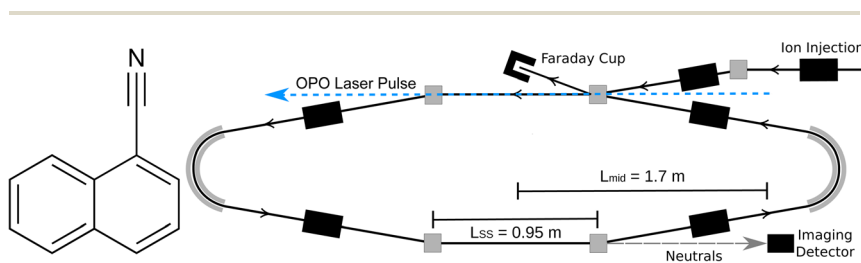 N
Ion Injection
Faraday Cup
OPO Laser Pulse
Lmid = 1.7 m
LSS = 0.95 m
Imaging
Detector
Neutrals